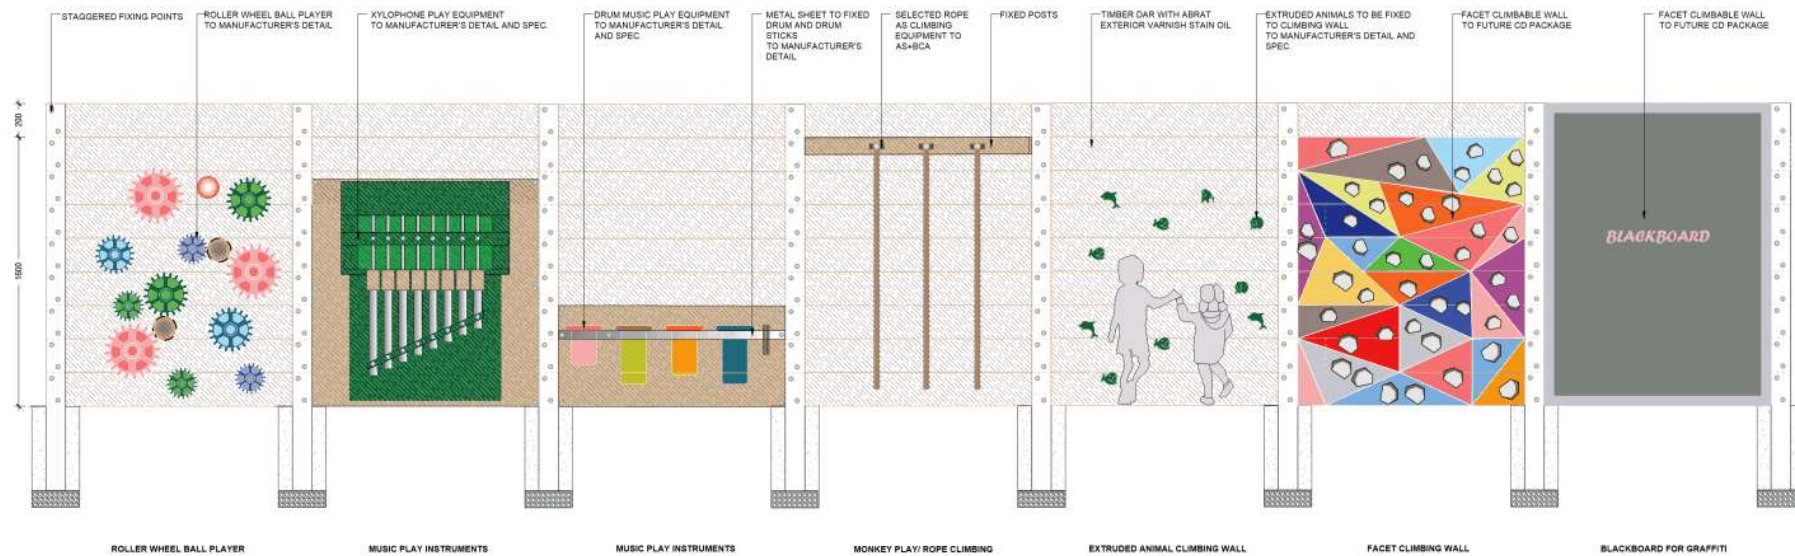 STAGGERED FIXING POINTS
ROLLER WHEEL BALL PLAYER
TO MANUFACTURER'S DETAIL
XYLOPHONE PLAY EQUIPMENT
TO MANUFACTURER'S DETAIL AND SPEC.
DRUM MUSIC PLAY EQUIPMENT
TO MANUFACTURER'S DETAIL
AND SPEC.
METAL SHEET TO FIXED
DRUM AND DRUM
STICKS
TO MANUFACTURER'S
DETAIL
SELECTED ROPE
AS CLIMBING
EQUIPMENT TO
AS+BCA
FIXED POSTS
TIMBER DAR WITH ABRAT
EXTERIOR VARNISH STAIN OIL
EXTRUDED ANIMALS TO BE FIXED
TO CLIMBING WALL
TO MANUFACTURER'S DETAIL AND
SPEC.
FACET CLIMBABLE WALL
TO FUTURE CD PACKAGE
FACET CLIMBABLE WALL
TO FUTURE CD PACKAGE
200
1600
BLACKBOARD
ROLLER WHEEL BALL PLAYER
MUSIC PLAY INSTRUMENTS
MUSIC PLAY INSTRUMENTS
MONKEY PLAY/ ROPE CLIMBING
EXTRUDED ANIMAL CLIMBING WALL
FACET CLIMBING WALL
BLACKBOARD FOR GRAFFITI